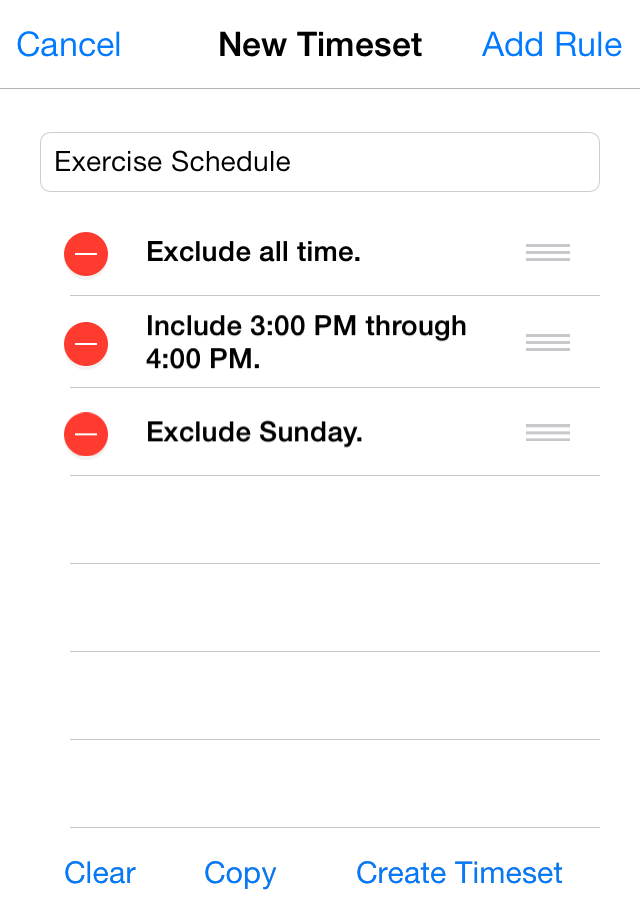 Cancel New Timeset Add Rule
Exercise Schedule
Exclude all time.
Include 3:00 PM through
4:00 PM.
Exclude Sunday.
Clear Copy Create Timeset